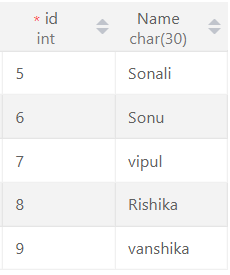 * id Name
int char(30)
5 Sonali
6 Sonu
7 vipul
8 Rishika
9 vanshika